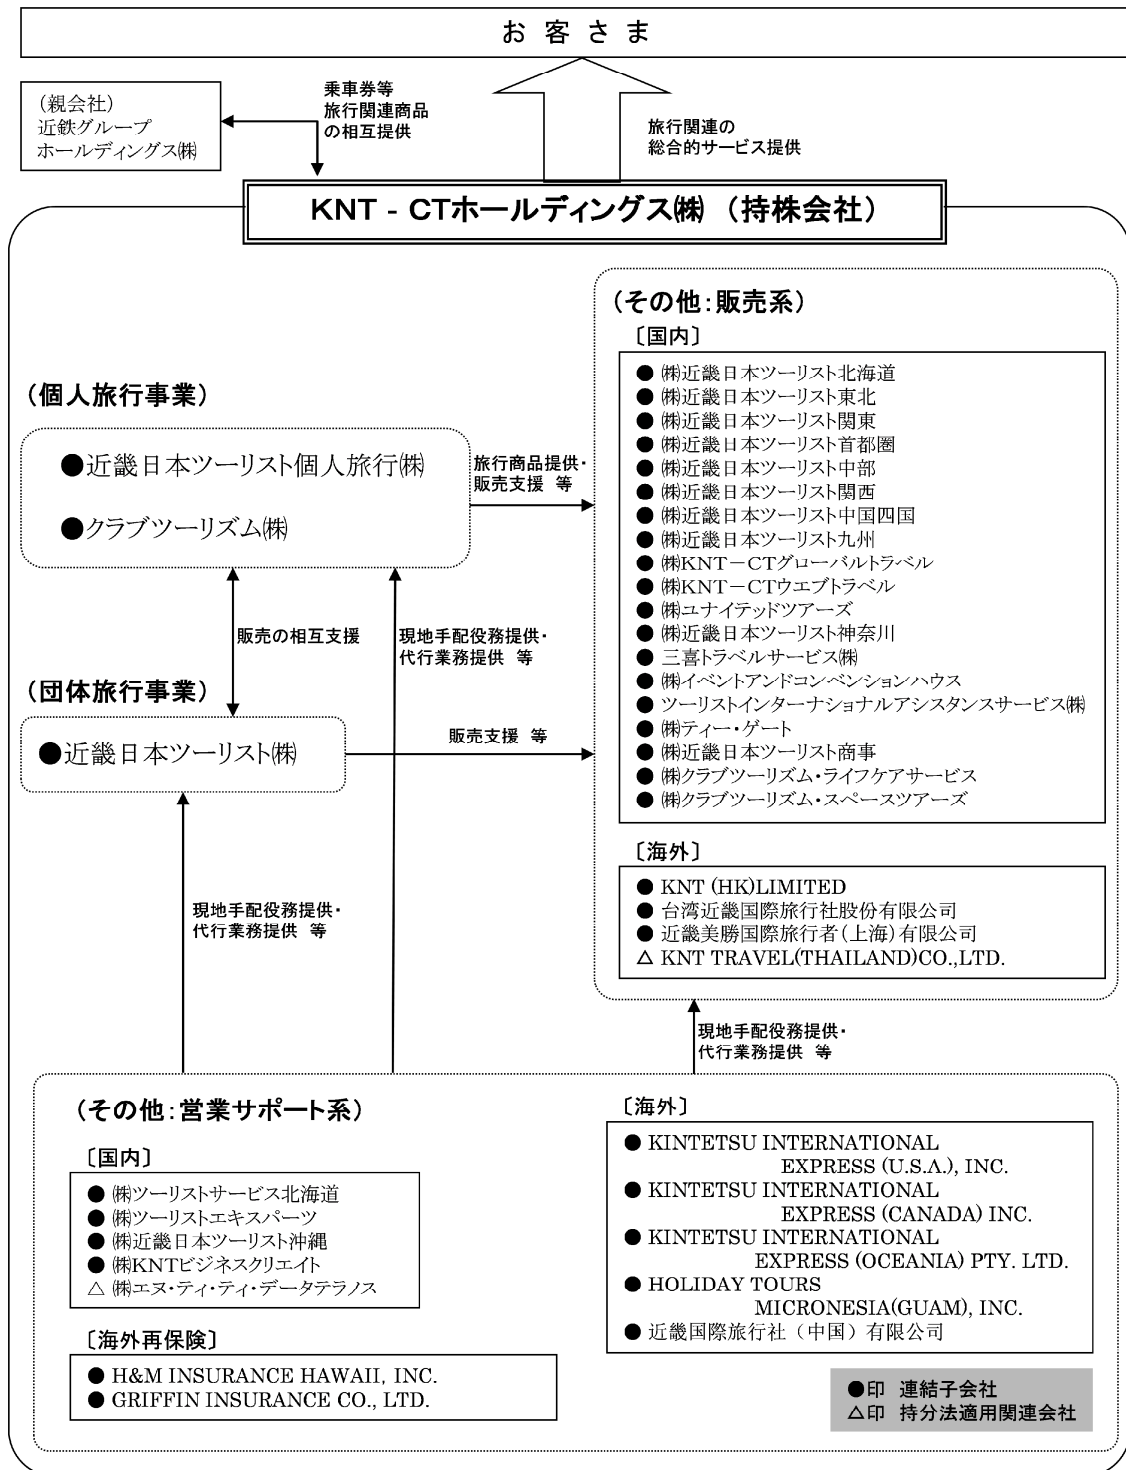 お客さま
(親会社)
近鉄グループ
ホールディングス㈱
乗車券等
旅行関連商品
の相互提供
旅行関連の
総合的サービス提供
KNT - CTホールディングス㈱ (持株会社)
(個人旅行事業)
●近畿日本ツーリスト個人旅行㈱
●クラブツーリズム㈱
旅行商品提供・
販売支援 等
販売の相互支援
現地手配役務提供・
代行業務提供 等
(団体旅行事業)
●近畿日本ツーリスト㈱
販売支援 等
(その他:販売系)
〔国内〕
● ㈱近畿日本ツーリスト北海道
● ㈱近畿日本ツーリスト東北
● ㈱近畿日本ツーリスト関東
● ㈱近畿日本ツーリスト首都圏
● ㈱近畿日本ツーリスト中部
● ㈱近畿日本ツーリスト関西
● ㈱近畿日本ツーリスト中国四国
● ㈱近畿日本ツーリスト九州
● ㈱KNT-CTグローバルトラベル
● ㈱KNT-CTウエブトラベル
● ㈱ユナイテッドツアーズ
● ㈱近畿日本ツーリスト神奈川
● 三喜トラベルサービス㈱
● ㈱イベントアンドコンベンションハウス
● ツーリストインターナショナルアシスタンスサービス㈱
● ㈱ティー・ゲート
● ㈱近畿日本ツーリスト商事
● ㈱クラブツーリズム・ライフケアサービス
● ㈱クラブツーリズム・スペースツアーズ
〔海外〕
● KNT (HK)LIMITED
● 台湾近畿国際旅行社股份有限公司
● 近畿美勝国際旅行者(上海)有限公司
△ KNT TRAVEL(THAILAND)CO.,LTD.
現地手配役務提供・
代行業務提供 等
現地手配役務提供・
代行業務提供 等
(その他:営業サポート系)
〔国内〕
● ㈱ツーリストサービス北海道
● ㈱ツーリストエキスパーツ
● ㈱近畿日本ツーリスト沖縄
● ㈱KNTビジネスクリエイト
△ ㈱エヌ・ティ・ティ・データテラノス
〔海外再保険〕
● H&M INSURANCE HAWAII, INC.
● GRIFFIN INSURANCE CO., LTD.
〔海外〕
● KINTETSU INTERNATIONAL
EXPRESS (U.S.A.), INC.
● KINTETSU INTERNATIONAL
EXPRESS (CANADA) INC.
● KINTETSU INTERNATIONAL
EXPRESS (OCEANIA) PTY. LTD.
● HOLIDAY TOURS
MICRONESIA(GUAM), INC.
● 近畿国際旅行社(中国)有限公司
●印 連結子会社
△印 持分法適用関連会社